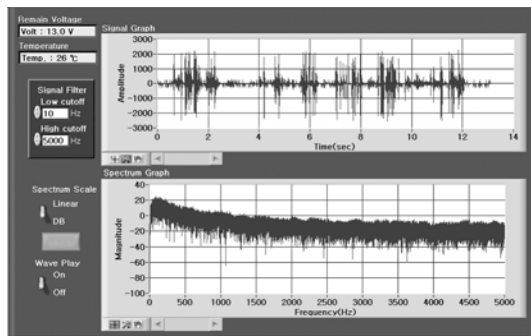 Remain Voltage
Volt : 13,0 V
Temperature
Temp, : 26 ℃
Signal Filter
Low cutoff
10 Hz
High cutoff
5000 Hz
Spectrum Scale
Linear
DB
Wave Play
On
Off
Signal Graph
Amplitude
3000
2000
1000
0
-1000
-2000
-3000
0 2 4 6 8 10 12 14
Time(sec)
Spectrum Graph
Magnitude
40
20
0
-20
-40
-60
-80
-100
0 500 1000 1500 2000 2500 3000 3500 4000 4500 5000
Frequency(Hz)